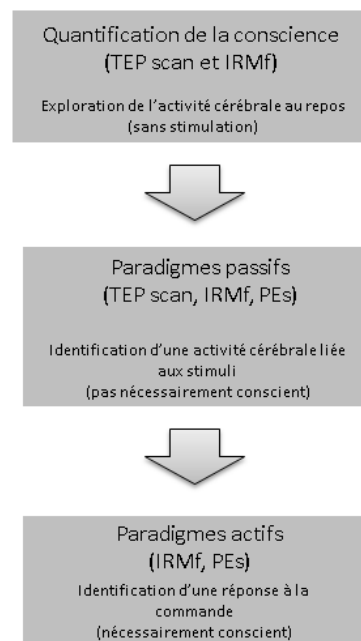 Quantification de la conscience
(TEP scan et IRMf)
Exploration de l'activité cérébrale au repos
(sans stimulation)
Paradigmes passifs
(TEP scan, IRMf, PEs)
Identification d'une activité cérébrale liée
aux stimuli
(pas nécessairement conscient)
Paradigmes actifs
(IRMf, PEs)
Identification d'une réponse à la
commande
(nécessairement conscient)